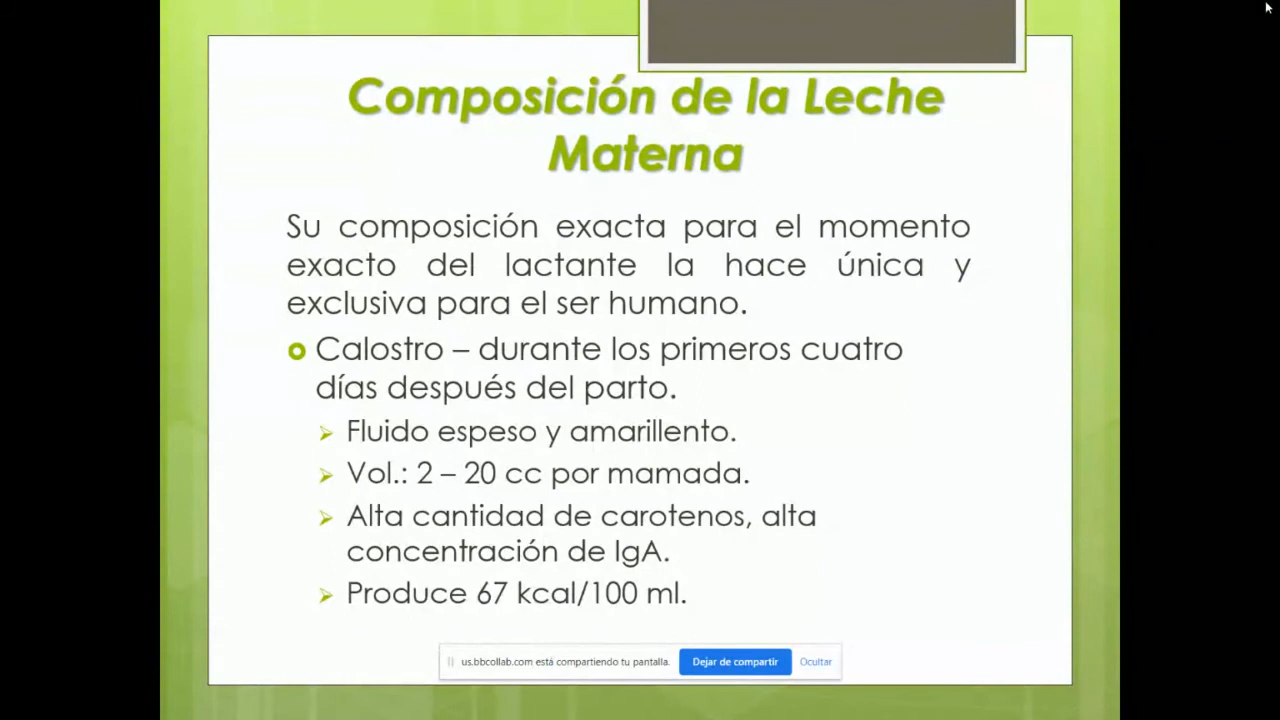 Composición de la Leche
Materna
Su composición exacta para el momento
exacto del lactante la hace única y
exclusiva para el ser humano.
Calostro – durante los primeros cuatro
días después del parto.
Fluido espeso y amarillento.
Vol.: 2 – 20 cc por mamada.
Alta cantidad de carotenos, alta
concentración de IgA.
Produce 67 kcal/100 ml.
us.bbcollab.com está compartiendo tu pantalla. Dejar de compartir Ocultar